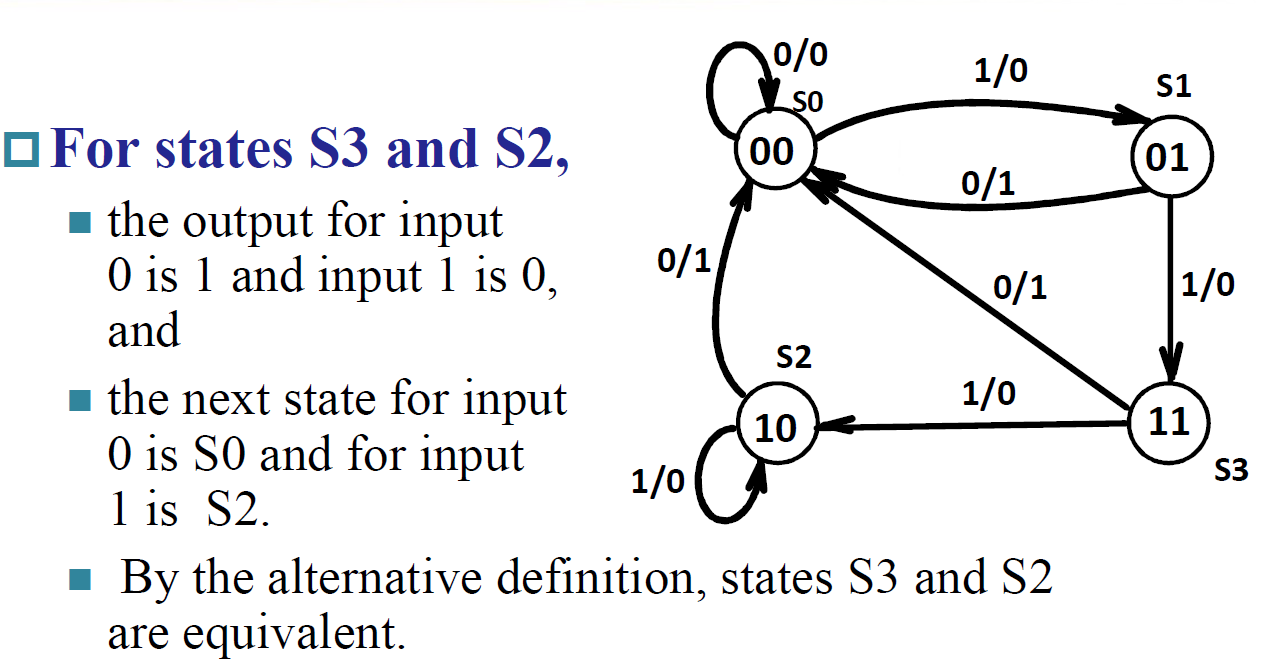 For states S3 and S2,
the output for input
0 is 1 and input 1 is 0,
and
the next state for input
0 is S0 and for input
1 is S2.
By the alternative definition, states S3 and S2
are equivalent.
0/0
S0
00
1/0
S1
01
0/1
0/1
0/1
1/0
S2
10
1/0
1/0
11
S3